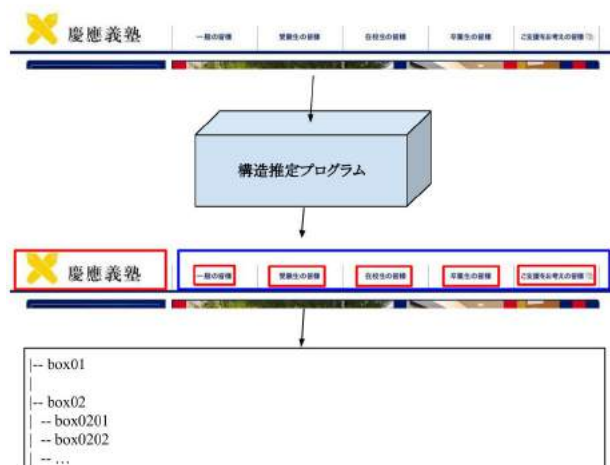 慶應義塾
一般の皆様 受験生の皆様 在校生の皆様 卒業生の皆様 ご支援をお考えの皆様
構造推定プログラム
慶應義塾
一般の皆様 受験生の皆様 在校生の皆様 卒業生の皆様 ご支援をお考えの皆様
|-- box01
|
|-- box02
| -- box0201
| -- box0202
| -- …